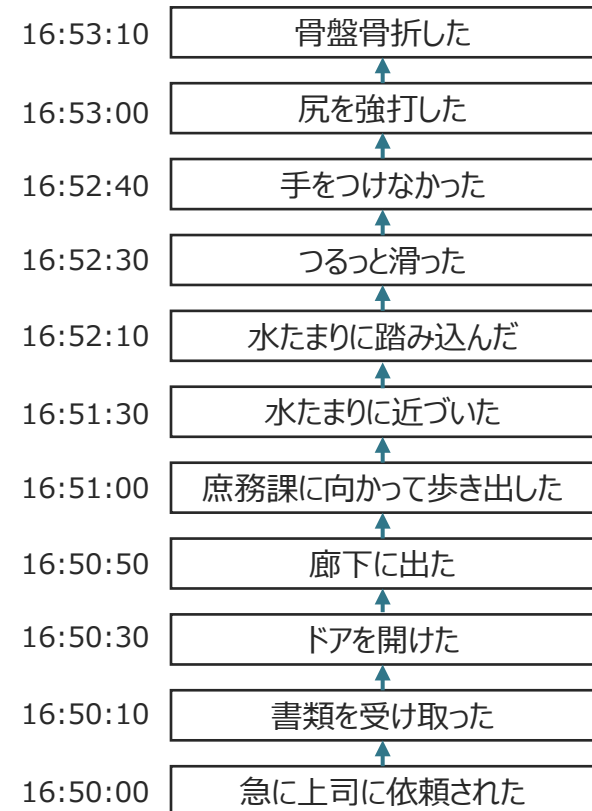 16:53:10 骨盤骨折した
16:53:00 尻を強打した
16:52:40 手をつけなかった
16:52:30 つるっと滑った
16:52:10 水たまりに踏み込んだ
16:51:30 水たまりに近づいた
16:51:00 庶務課に向かって歩き出した
16:50:50 廊下に出た
16:50:30 ドアを開けた
16:50:10 書類を受け取った
16:50:00 急に上司に依頼された